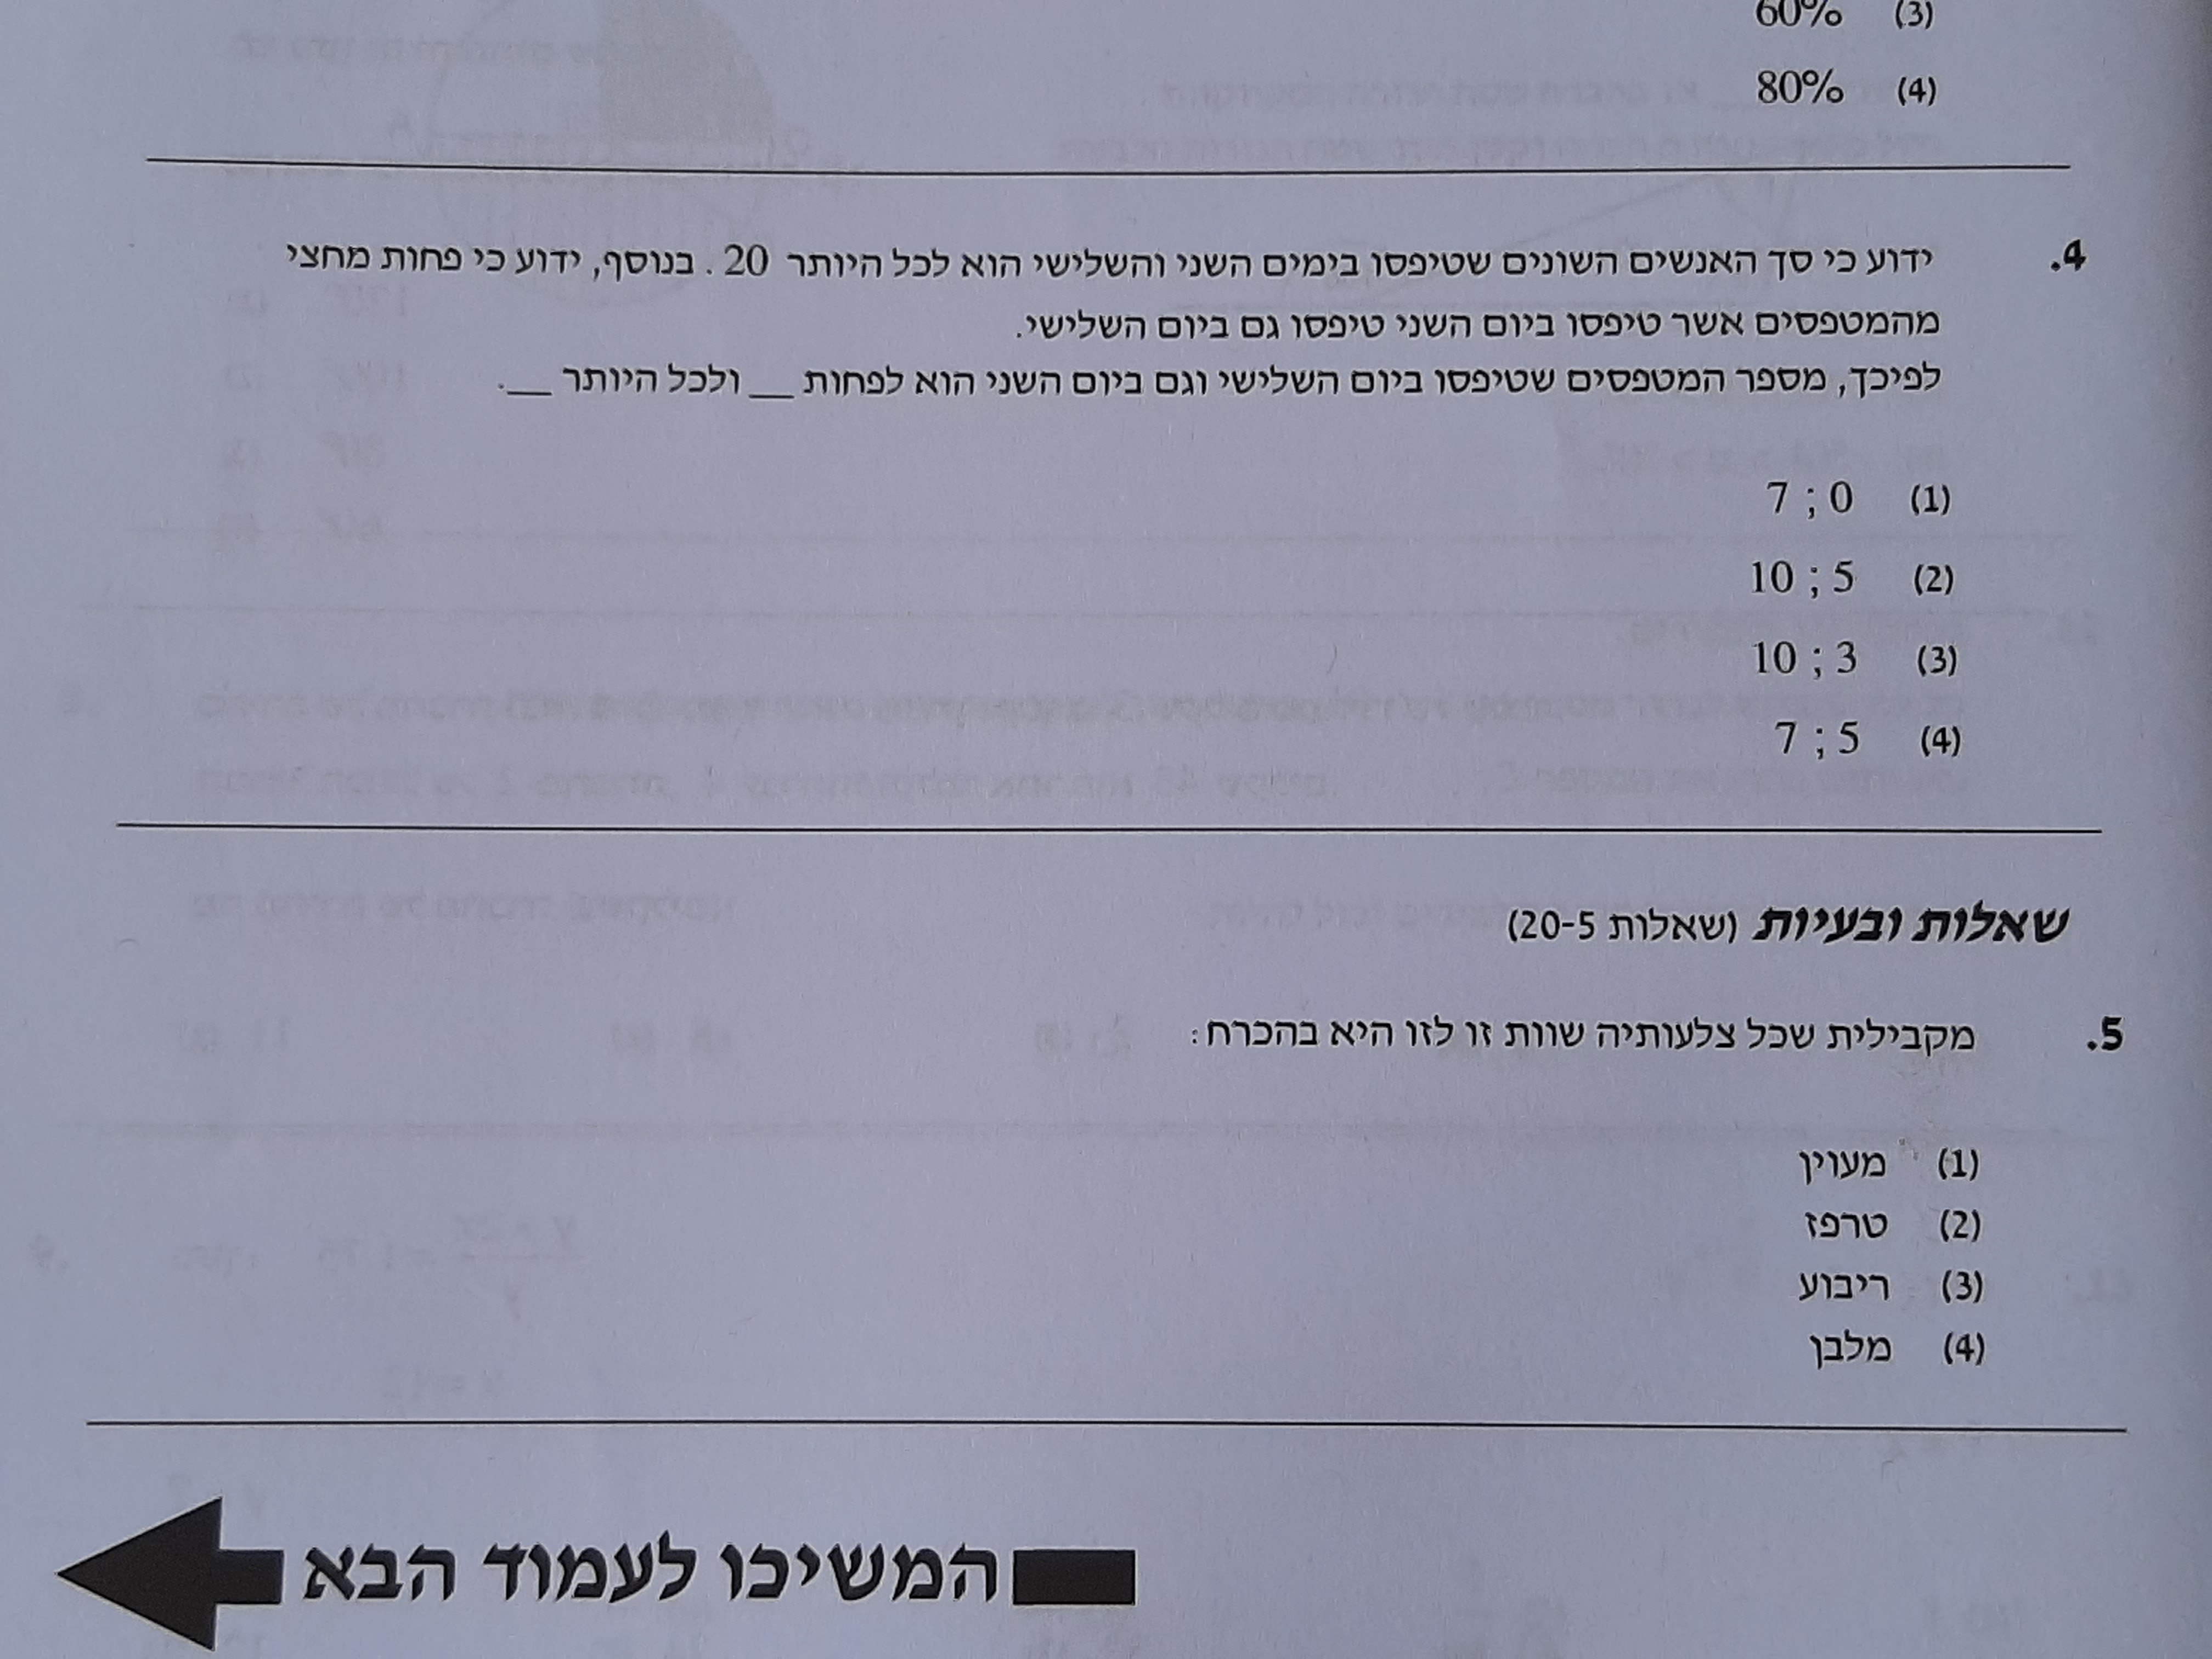 (3) 60%
(4) 80%
4. ידוע כי סך האנשים השונים שטיפסו בימים השני והשלישי הוא לכל היותר 20 . בנוסף, ידוע כי פחות מחצי
מהמטפסים אשר טיפסו ביום השני טיפסו גם ביום השלישי.
לפיכך, מספר המטפסים שטיפסו ביום השלישי וגם ביום השני הוא לפחות __ ולכל היותר __.
(1) 0 ; 7
(2) 5 ; 10
(3) 3 ; 10
(4) 5 ; 7
שאלות ובעיות (שאלות 5-20)
5. מקבילית שכל צלעותיה שוות זו לזו היא בהכרח:
(1) מעוין
(2) טרפז
(3) ריבוע
(4) מלבן
המשיכו לעמוד הבא